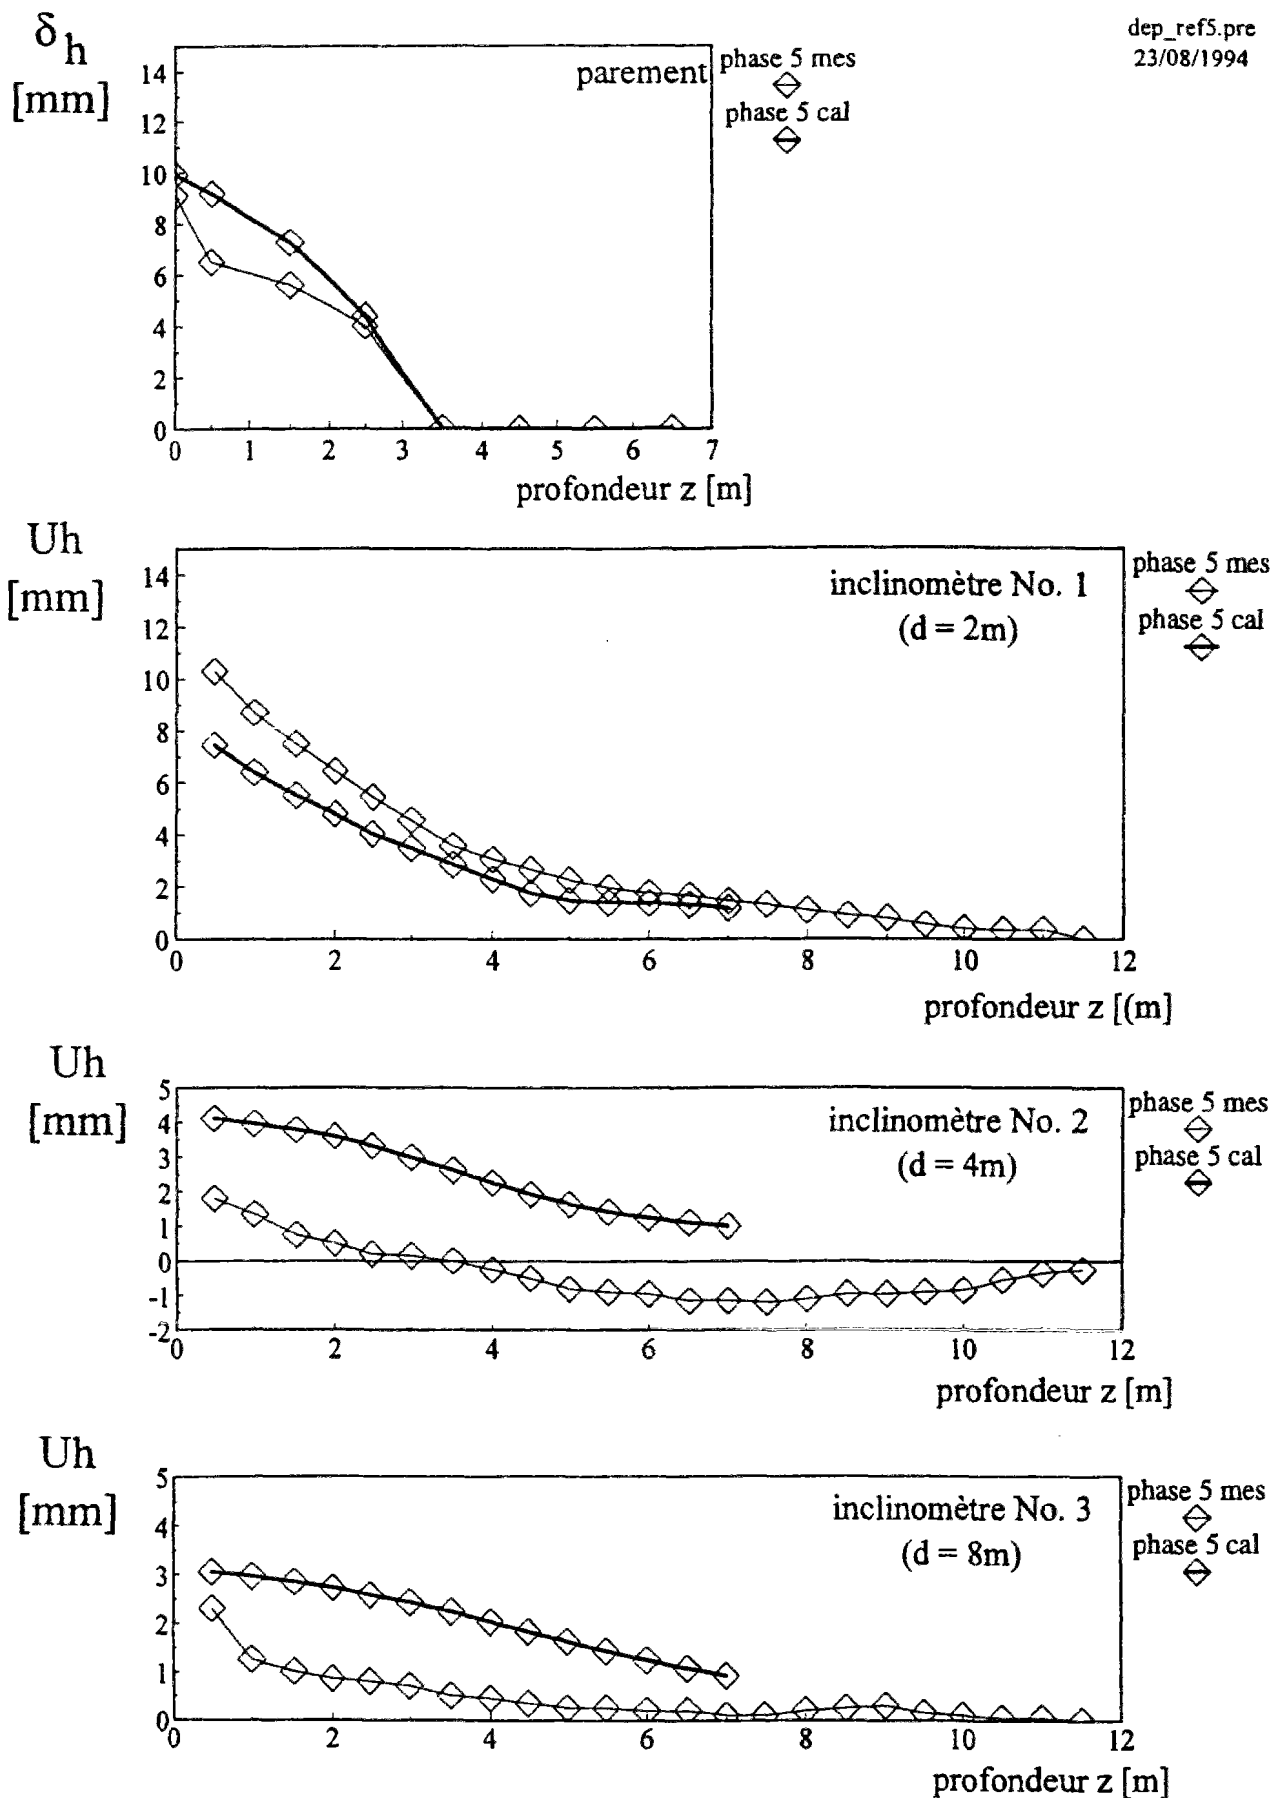 dep_ref5.pre
23/08/1994
δh
[mm]
14
12
10
8
6
4
2
0
parement
phase 5 mes
phase 5 cal
0 1 2 3 4 5 6 7
profondeur z [m]
Uh
[mm]
14
12
10
8
6
4
2
0
inclinomètre No. 1
(d = 2m)
phase 5 mes
phase 5 cal
0 2 4 6 8 10 12
profondeur z [(m]
Uh
[mm]
5
4
3
2
1
0
-1
-2
inclinomètre No. 2
(d = 4m)
phase 5 mes
phase 5 cal
0 2 4 6 8 10 12
profondeur z [m]
Uh
[mm]
5
4
3
2
1
0
inclinomètre No. 3
(d = 8m)
phase 5 mes
phase 5 cal
0 2 4 6 8 10 12
profondeur z [m]